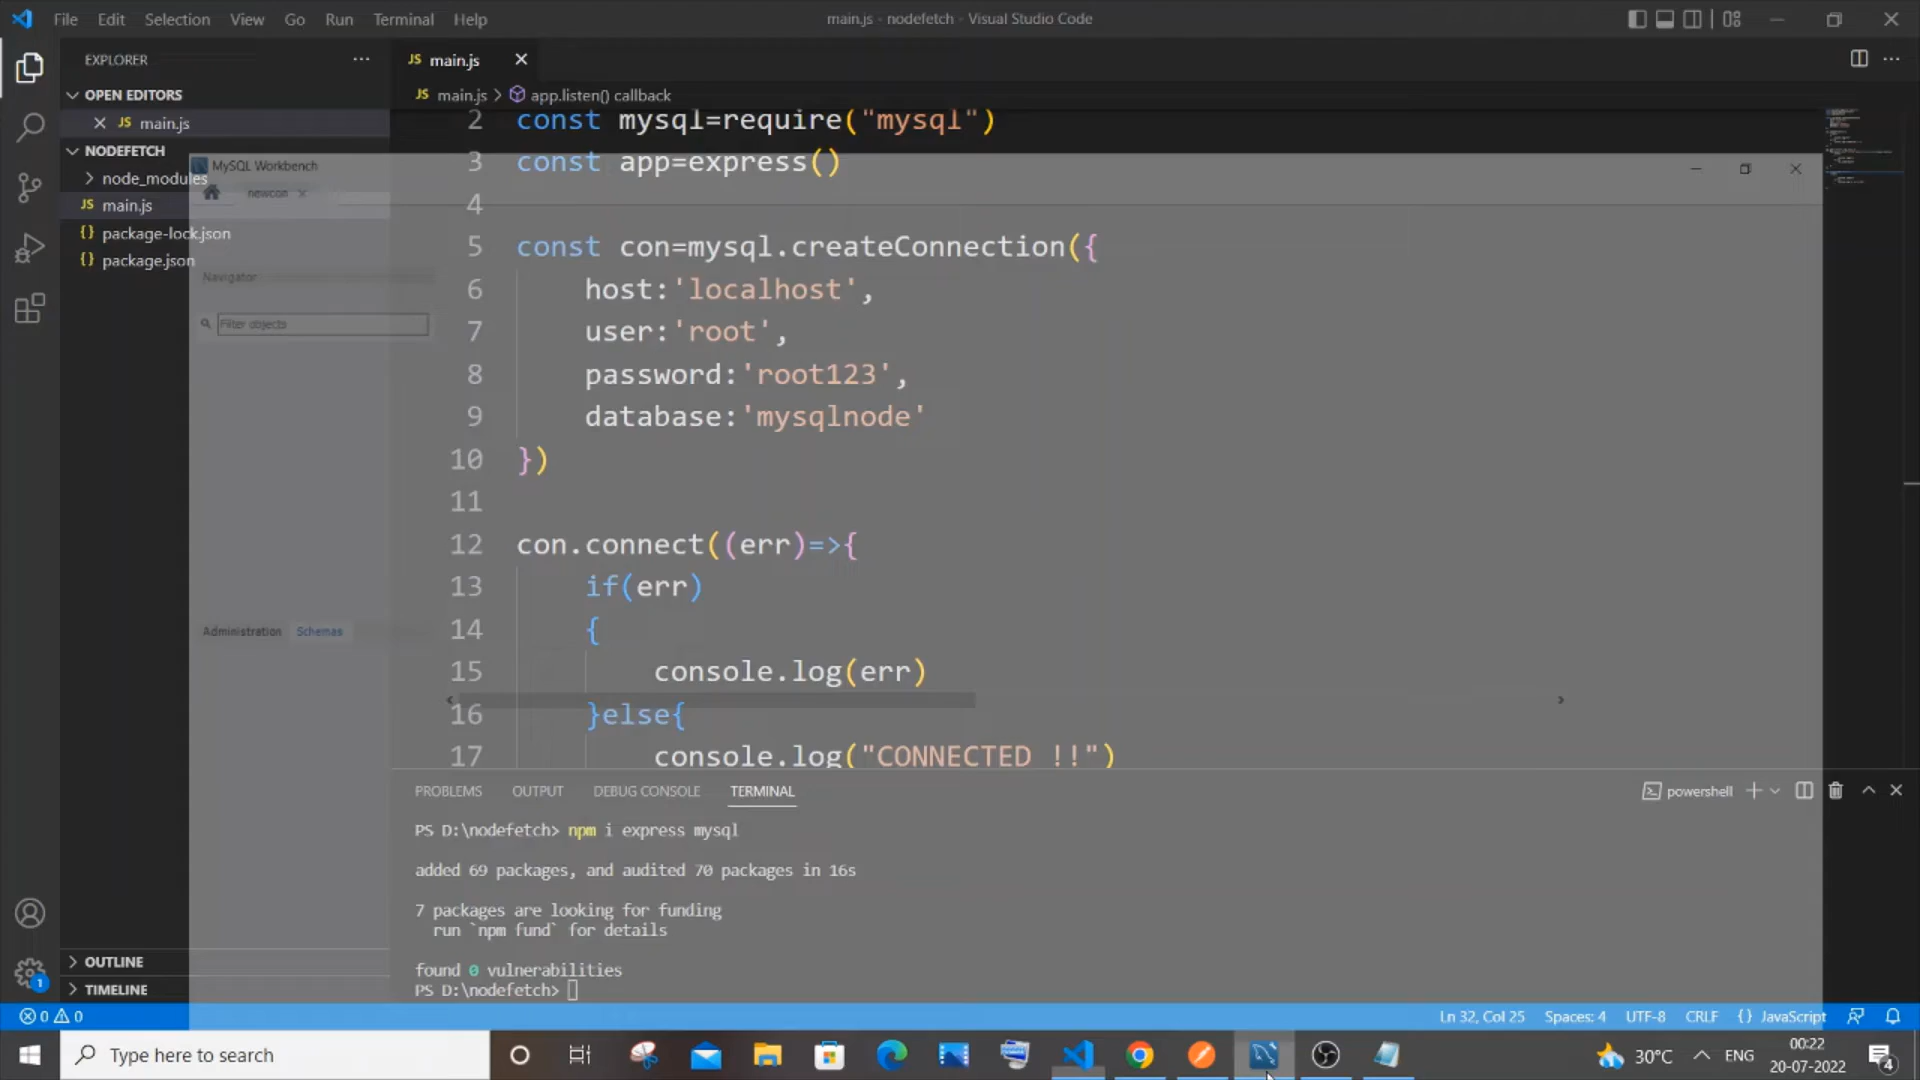 File Edit Selection View Go Run Terminal Help
main.js - nodefetch - Visual Studio Code
EXPLORER
OPEN EDITORS
JS main.js
NODEFETCH
node_modules
JS main.js
{} package-lock.json
{} package.json
OUTLINE
TIMELINE
MySQL Workbench
newcon
Navigator
Filter objects
Administration Schemas
JS main.js
JS main.js > app.listen() callback
2 const mysql=require("mysql")
3 const app=express()
4
5 const con=mysql.createConnection({
6 host:'localhost',
7 user:'root',
8 password:'root123',
9 database:'mysqlnode'
10 })
11
12 con.connect((err)=>{
13 if(err)
14 {
15 console.log(err)
16 }else{
17 console.log("CONNECTED !!")
PROBLEMS OUTPUT DEBUG CONSOLE TERMINAL
powershell
PS D:\nodefetch> npm i express mysql
added 69 packages, and audited 70 packages in 16s
7 packages are looking for funding
run `npm fund` for details
found 0 vulnerabilities
PS D:\nodefetch>
0 0
Ln 32, Col 25 Spaces: 4 UTF-8 CRLF {} JavaScript
1
Type here to search
30°C ENG
00:22
20-07-2022
4